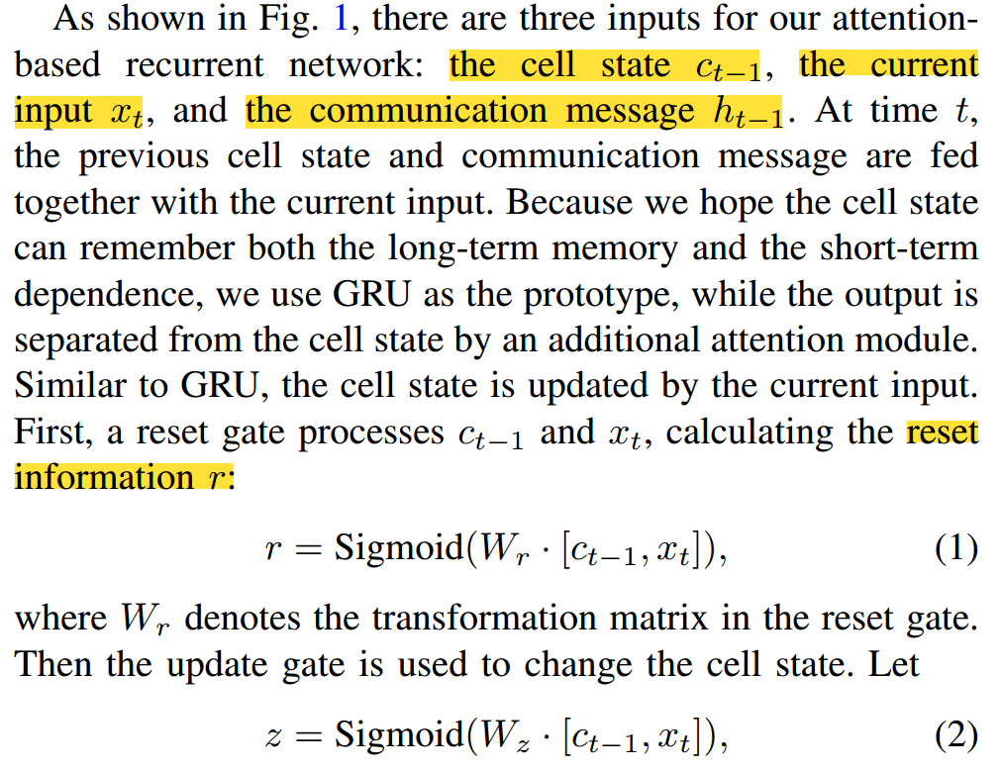 As shown in Fig. 1, there are three inputs for our attention-
based recurrent network: the cell state c_{t−1}, the current
input x_t, and the communication message h_{t−1}. At time t,
the previous cell state and communication message are fed
together with the current input. Because we hope the cell state
can remember both the long-term memory and the short-term
dependence, we use GRU as the prototype, while the output is
separated from the cell state by an additional attention module.
Similar to GRU, the cell state is updated by the current input.
First, a reset gate processes c_{t−1} and x_t, calculating the reset
information r:
r = Sigmoid(W_r · [c_{t−1}, x_t]), (1)
where W_r denotes the transformation matrix in the reset gate.
Then the update gate is used to change the cell state. Let
z = Sigmoid(W_z · [c_{t−1}, x_t]), (2)